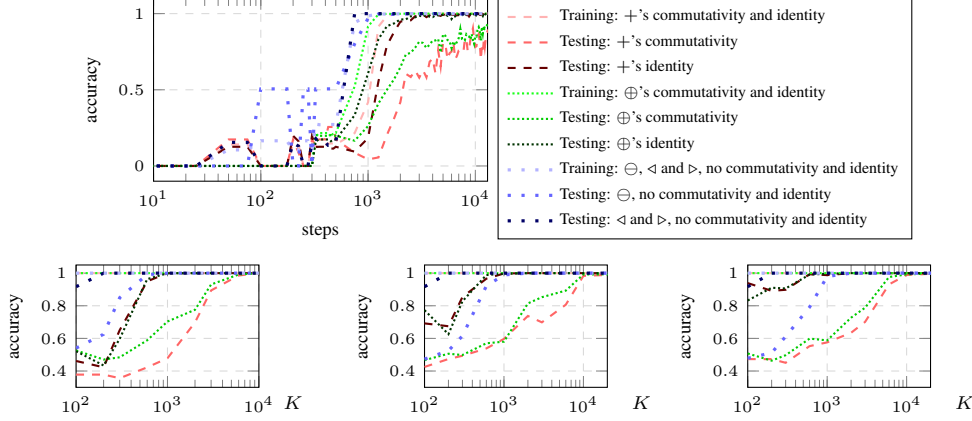 1
0.5
0
accuracy
10^1
10^2
10^3
10^4
steps
Training: +'s commutativity and identity
Testing: +'s commutativity
Testing: +'s identity
Training: ⊕'s commutativity and identity
Testing: ⊕'s commutativity
Testing: ⊕'s identity
Training: ⊖, ◁ and ▷, no commutativity and identity
Testing: ⊖, no commutativity and identity
Testing: ◁ and ▷, no commutativity and identity
1
0.8
0.6
0.4
accuracy
10^2
10^3
10^4
K
1
0.8
0.6
0.4
accuracy
10^2
10^3
10^4
K
1
0.8
0.6
0.4
accuracy
10^2
10^3
10^4
K